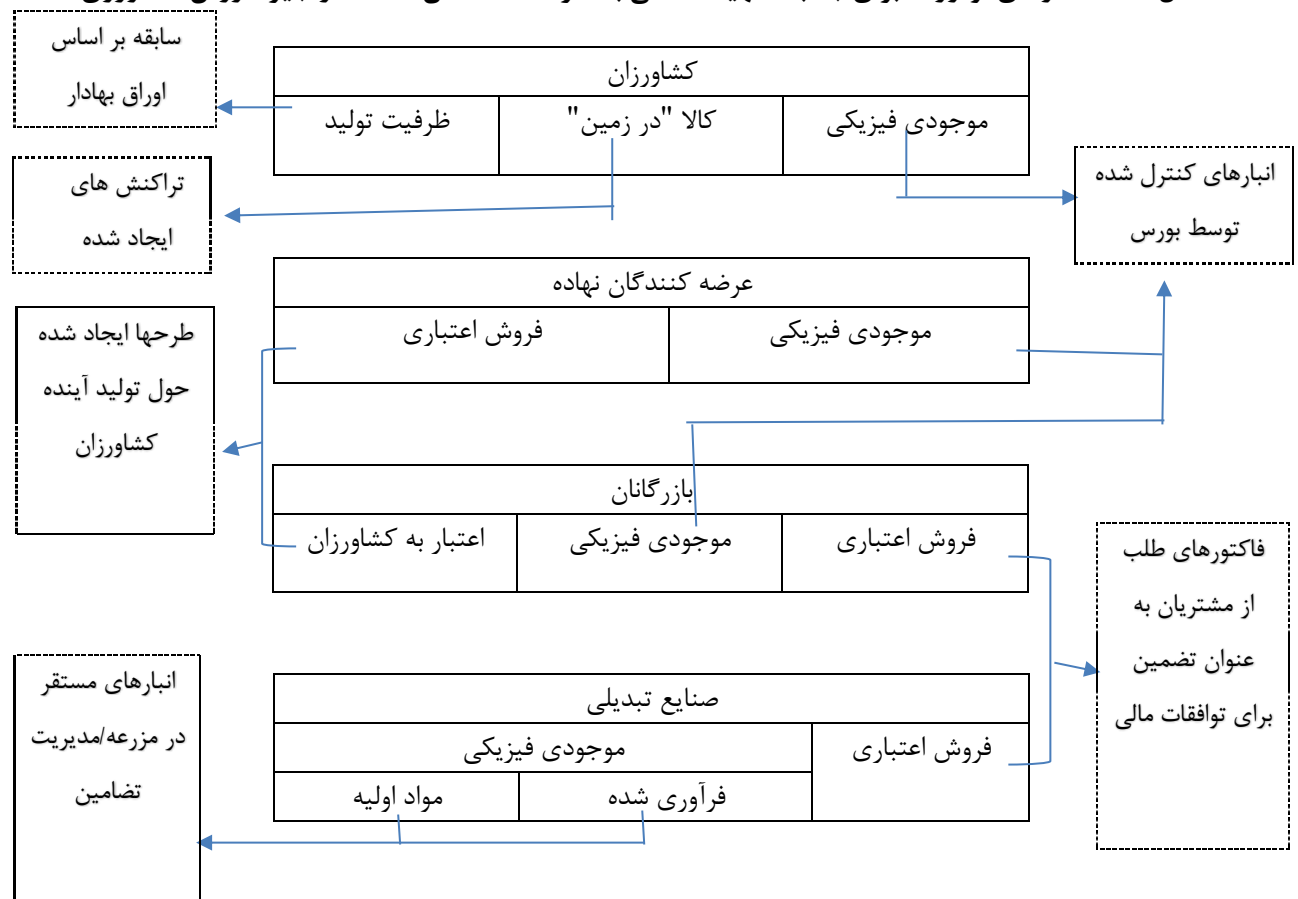 سابقه بر اساس
اوراق بهادار
کشاورزان
موجودی فیزیکی
کالا "در زمین"
ظرفیت تولید
انبارهای کنترل شده
توسط بورس
تراکنش های
ایجاد شده
عرضه کنندگان نهاده
موجودی فیزیکی
فروش اعتباری
طرحها ایجاد شده
حول تولید آینده
کشاورزان
بازرگانان
فروش اعتباری
موجودی فیزیکی
اعتبار به کشاورزان
فاکتورهای طلب
از مشتریان به
عنوان تضمین
برای توافقات مالی
صنایع تبدیلی
فروش اعتباری
موجودی فیزیکی
فرآوری شده
مواد اولیه
انبارهای مستقر
در مزرعه/مدیریت
تضامین